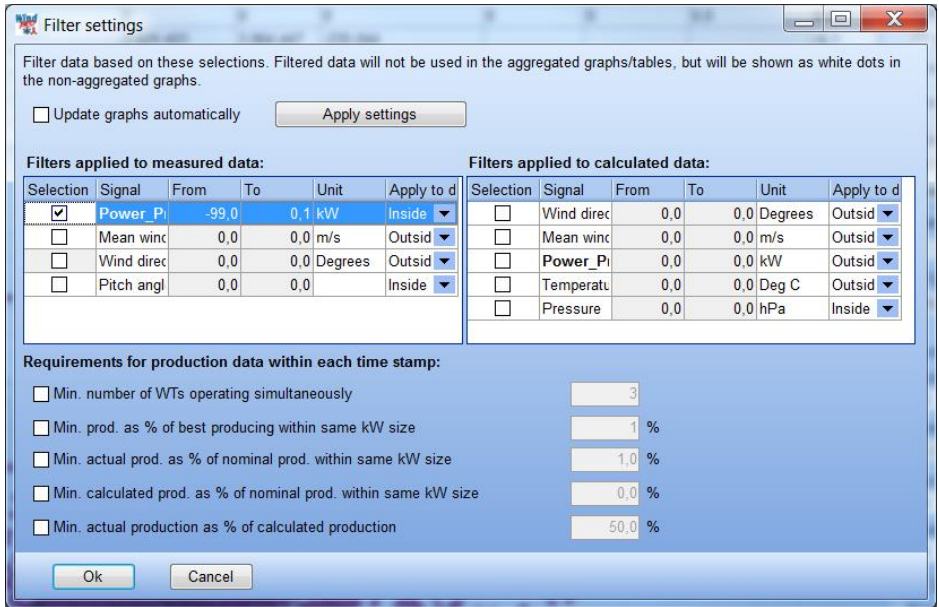 Filter settings
Filter data based on these selections. Filtered data will not be used in the aggregated graphs/tables, but will be shown as white dots in
the non-aggregated graphs.
Update graphs automatically
Apply settings
Filters applied to measured data:
Selection Signal From To Unit Apply to d
Power_P -99,0 0,1 kW Inside
Mean wind 0,0 0,0 m/s Outsid
Wind direc 0,0 0,0 Degrees Outsid
Pitch angl 0,0 0,0 Inside
Filters applied to calculated data:
Selection Signal From To Unit Apply to d
Wind direc 0,0 0,0 Degrees Outsid
Mean wind 0,0 0,0 m/s Outsid
Power_P 0,0 0,0 kW Outsid
Temperatu 0,0 0,0 Deg C Outsid
Pressure 0,0 0,0 hPa Inside
Requirements for production data within each time stamp:
Min. number of WTs operating simultaneously 3
Min. prod. as % of best producing within same kW size 1 %
Min. actual prod. as % of nominal prod. within same kW size 1,0 %
Min. calculated prod. as % of nominal prod. within same kW size 0,0 %
Min. actual production as % of calculated production 50,0 %
Ok
Cancel